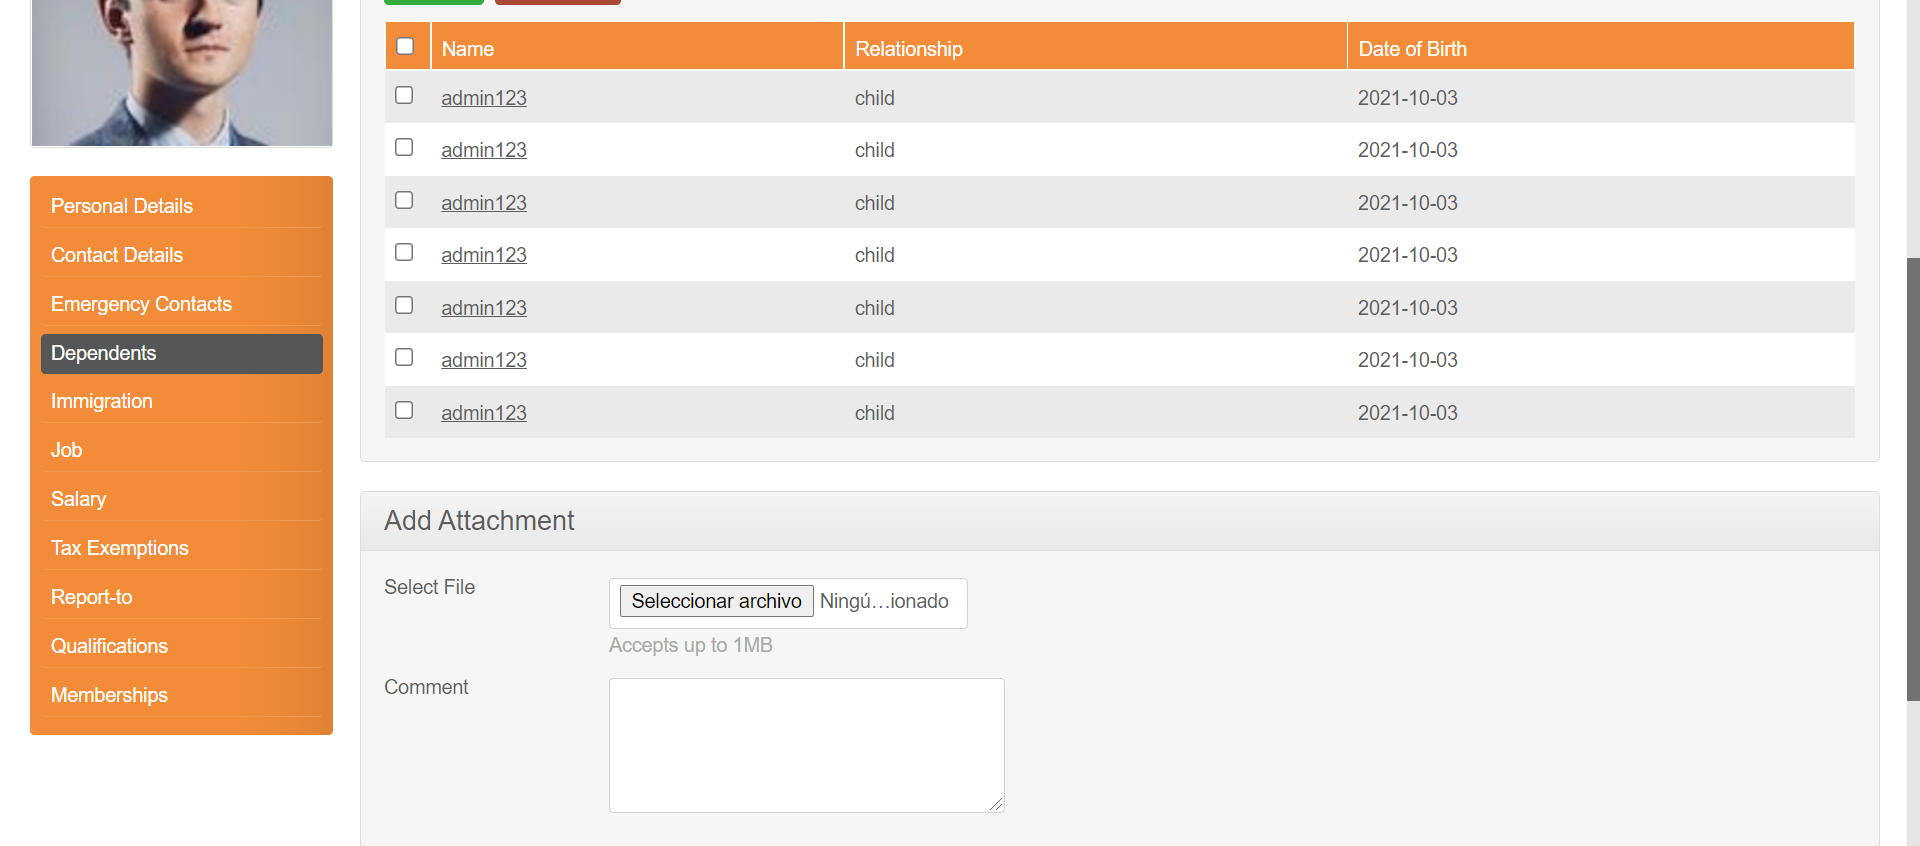 Name Relationship Date of Birth
admin123 child 2021-10-03
admin123 child 2021-10-03
admin123 child 2021-10-03
admin123 child 2021-10-03
admin123 child 2021-10-03
admin123 child 2021-10-03
admin123 child 2021-10-03
Personal Details
Contact Details
Emergency Contacts
Dependents
Immigration
Job
Salary
Tax Exemptions
Report-to
Qualifications
Memberships
Add Attachment
Select File Seleccionar archivo Ningú…ionado
Accepts up to 1MB
Comment